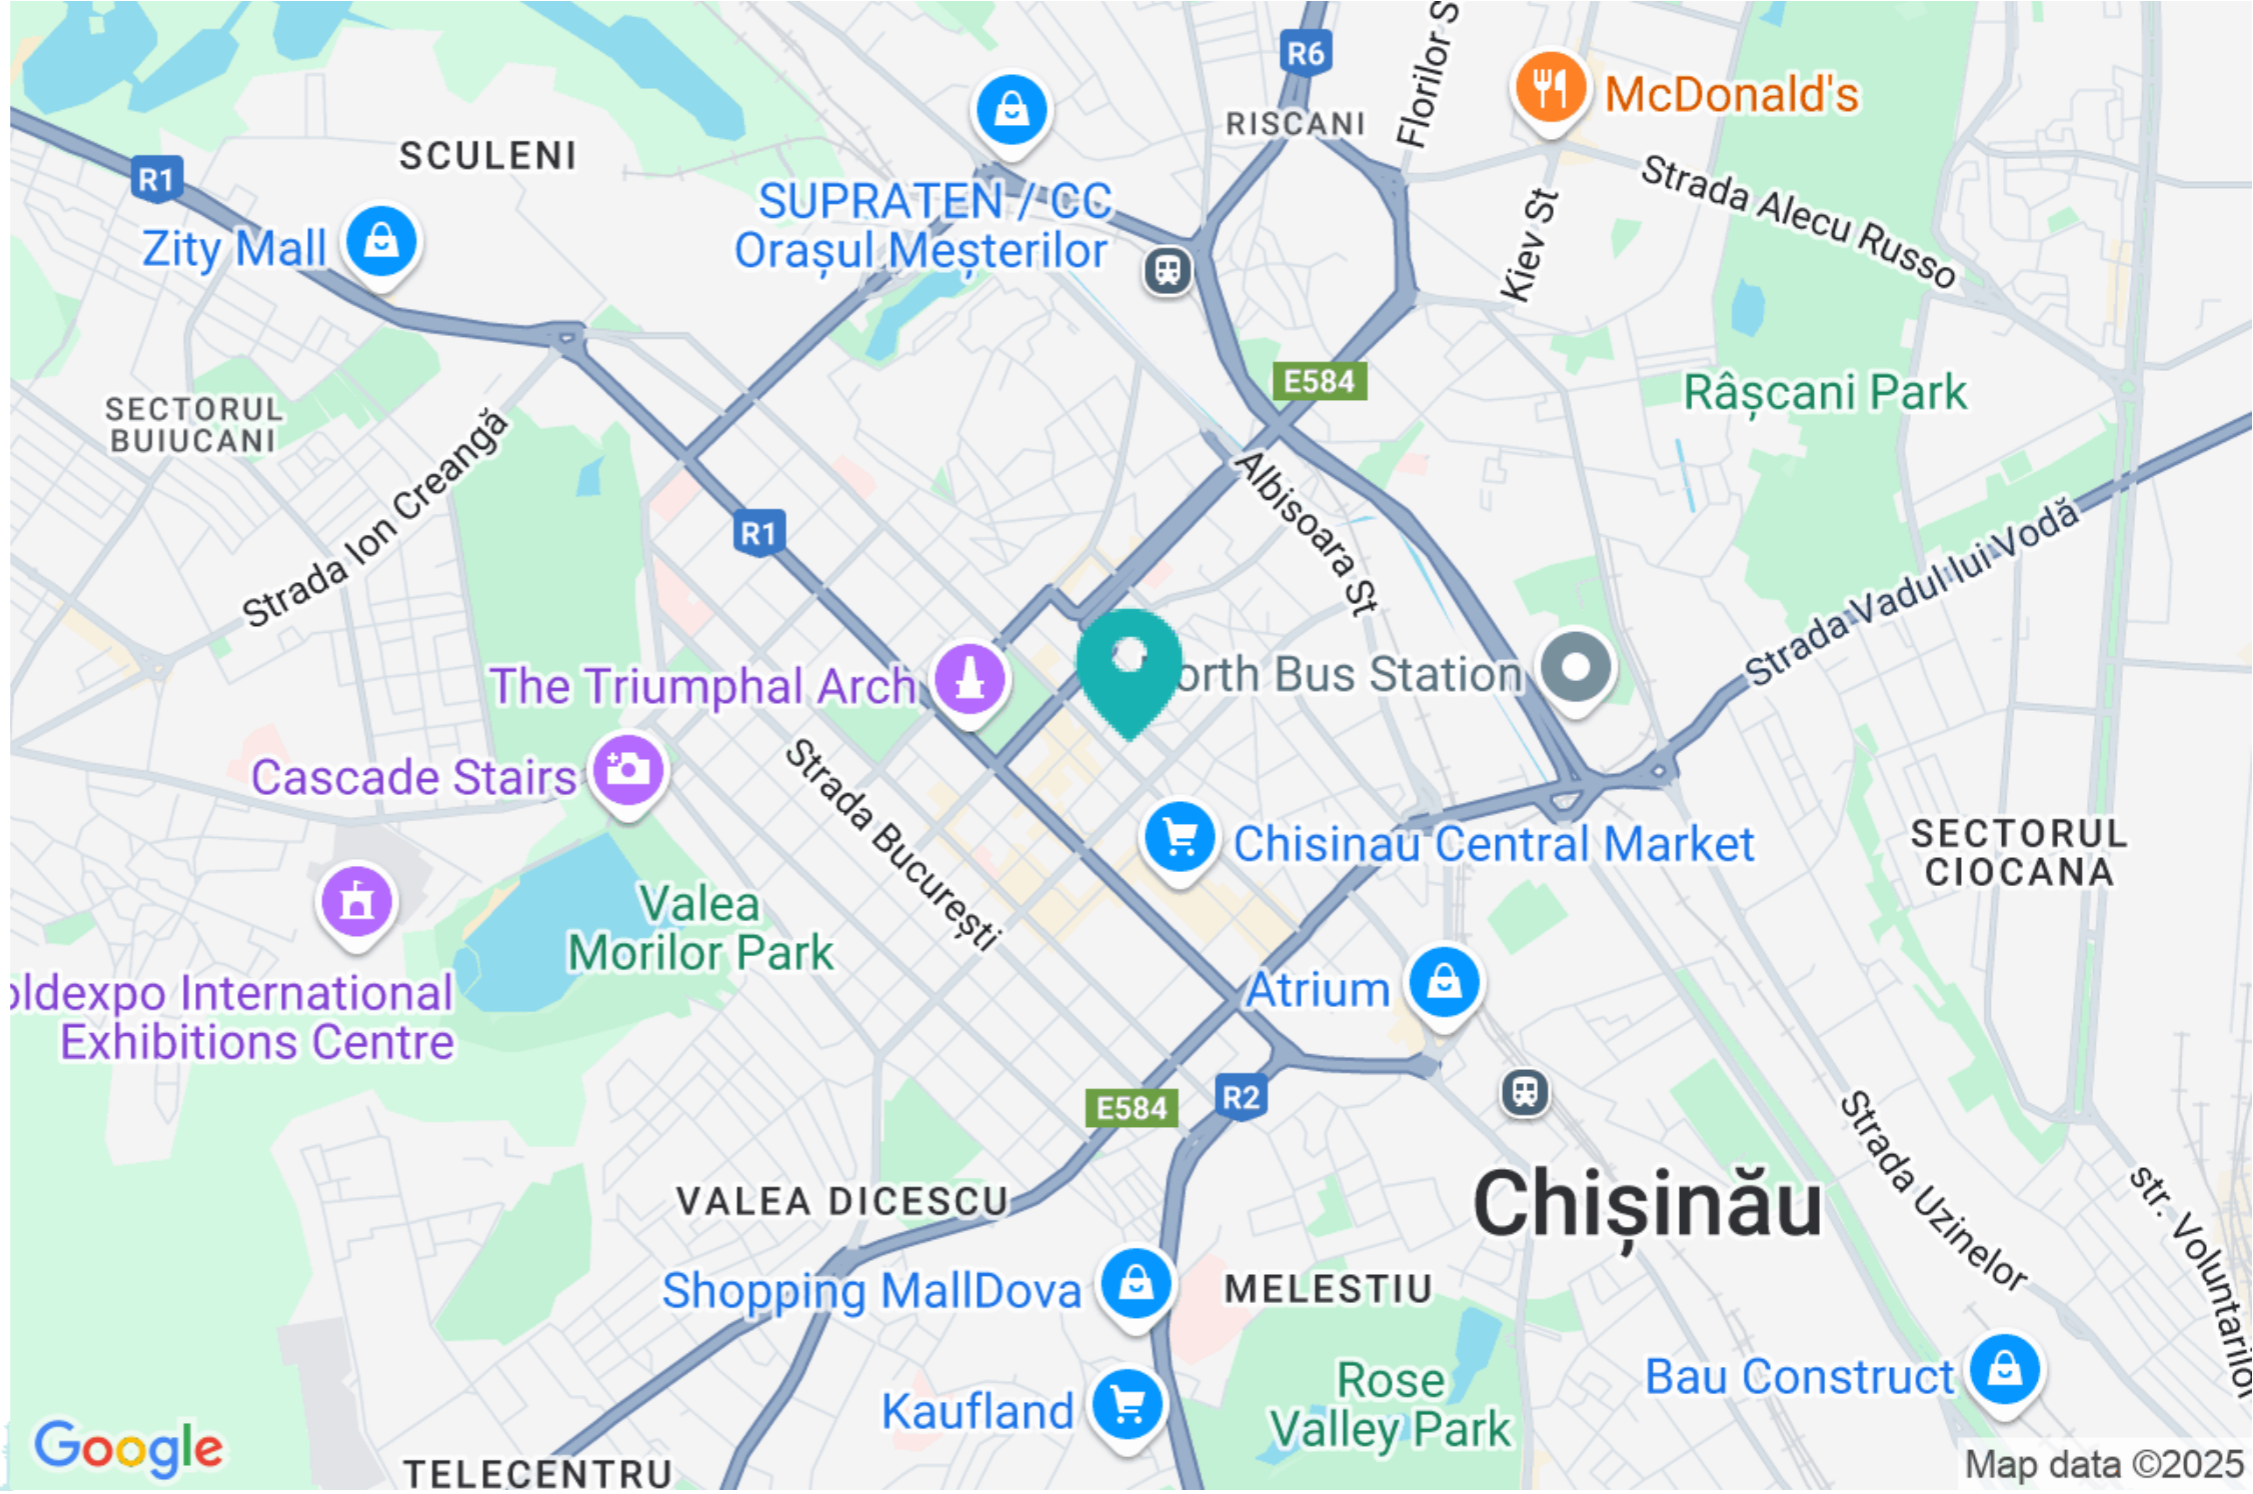 R6
Florilor S
McDonald's
RISCANI
SCULENI
R1
Strada Alecu Russo
SUPRATEN / CC
Orașul Meșterilor
Zity Mall
Kiev St
E584
Râșcani Park
SECTORUL
BUIUCANI
Strada Ion Creangă
Albisoara St
R1
Strada Vadul lui Vodă
The Triumphal Arch
orth Bus Station
Cascade Stairs
Strada București
Chisinau Central Market
SECTORUL
CIOCANA
Valea
Morilor Park
oldexpo International
Exhibitions Centre
Atrium
E584
R2
Strada Uzinelor
VALEA DICESCU
Chișinău
str. Voluntarilor
Shopping MallDova
MELESTIU
Rose
Valley Park
Bau Construct
Kaufland
Google
TELECENTRU
Map data ©2025